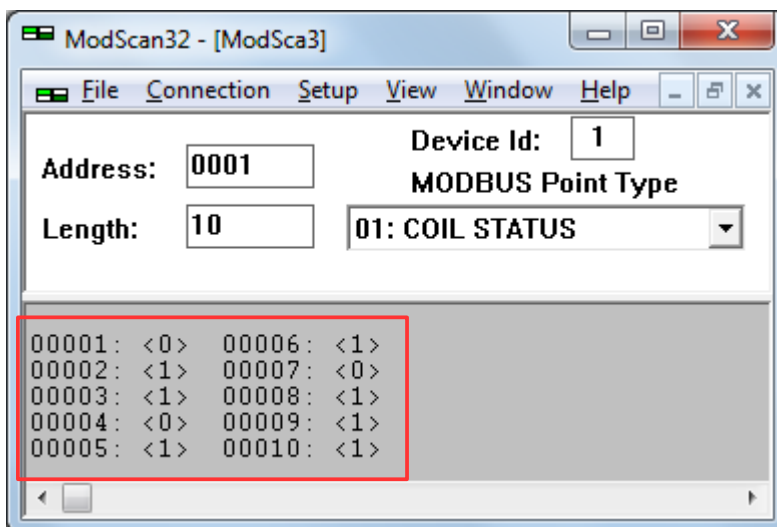 ModScan32 - [ModSca3]
File Connection Setup View Window Help
Address: 0001
Device Id: 1
MODBUS Point Type
Length: 10
01: COIL STATUS
00001: <0> 00006: <1>
00002: <1> 00007: <0>
00003: <1> 00008: <1>
00004: <0> 00009: <1>
00005: <1> 00010: <1>